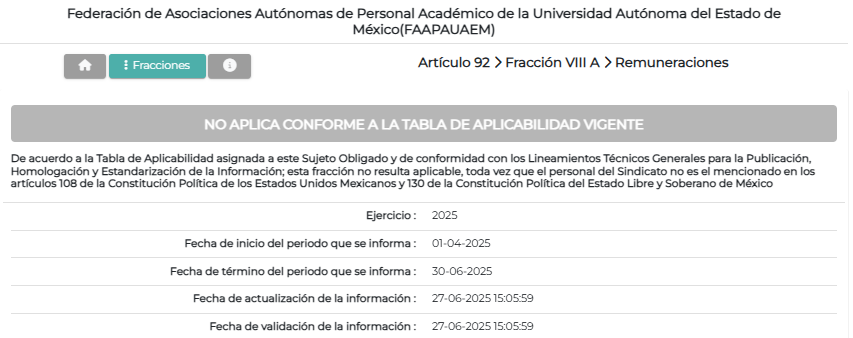 Federación de Asociaciones Autónomas de Personal Académico de la Universidad Autónoma del Estado de
México(FAAPAUAEM)
Fracciones
Artículo 92 > Fracción VIII A > Remuneraciones
NO APLICA CONFORME A LA TABLA DE APLICABILIDAD VIGENTE
De acuerdo a la Tabla de Aplicabilidad asignada a este Sujeto Obligado y de conformidad con los Lineamientos Técnicos Generales para la Publicación,
Homologación y Estandarización de la Información; esta fracción no resulta aplicable, toda vez que el personal del Sindicato no es el mencionado en los
artículos 108 de la Constitución Política de los Estados Unidos Mexicanos y 130 de la Constitución Política del Estado Libre y Soberano de México
Ejercicio : 2025
Fecha de inicio del periodo que se informa : 01-04-2025
Fecha de término del periodo que se informa : 30-06-2025
Fecha de actualización de la información : 27-06-2025 15:05:59
Fecha de validación de la información : 27-06-2025 15:05:59